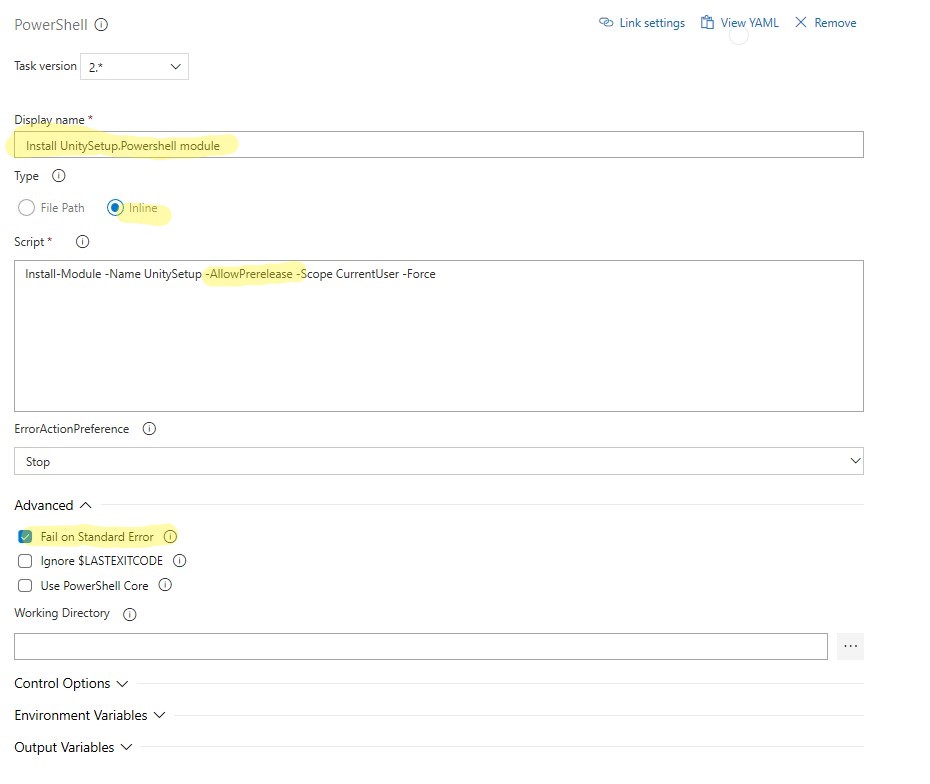 PowerShell
Link settings View YAML Remove
Task version 2.*
Display name *
Install UnitySetup.Powershell module
Type
File Path Inline
Script *
Install-Module -Name UnitySetup -AllowPrerelease -Scope CurrentUser -Force
ErrorActionPreference
Stop
Advanced
Fail on Standard Error
Ignore $LASTEXITCODE
Use PowerShell Core
Working Directory
...
Control Options
Environment Variables
Output Variables